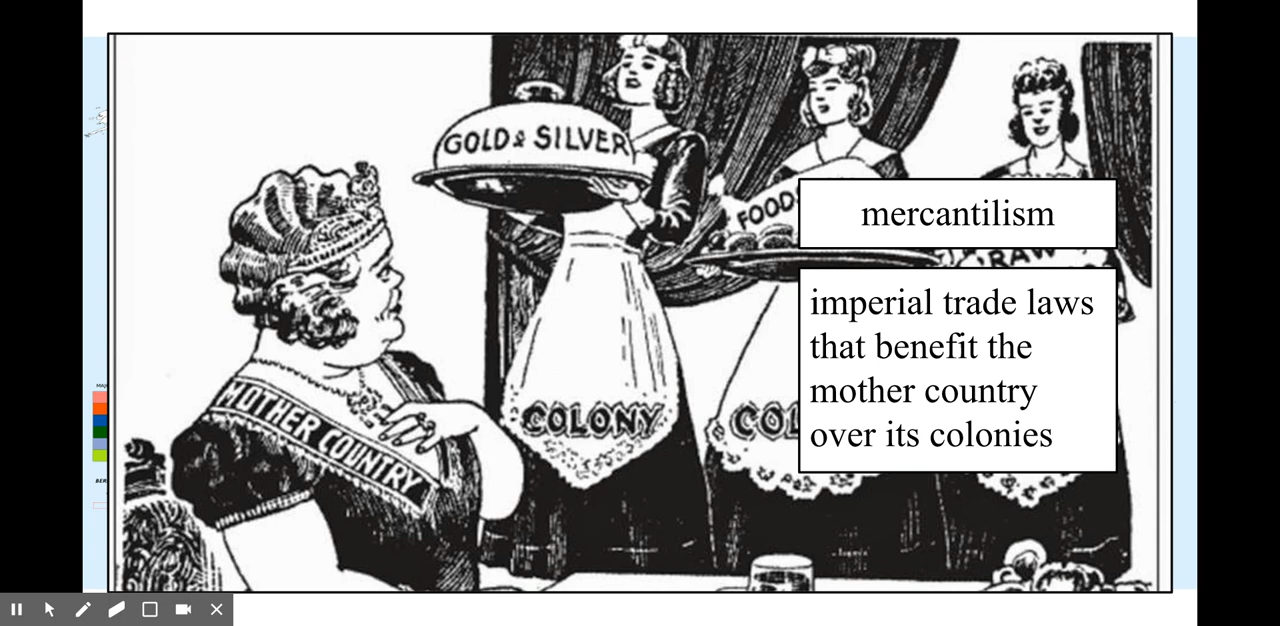 GOLD & SILVER
FOOD
mercantilism
RAW
imperial trade laws
that benefit the
mother country
over its colonies
MOTHER COUNTRY
COLONY
COL